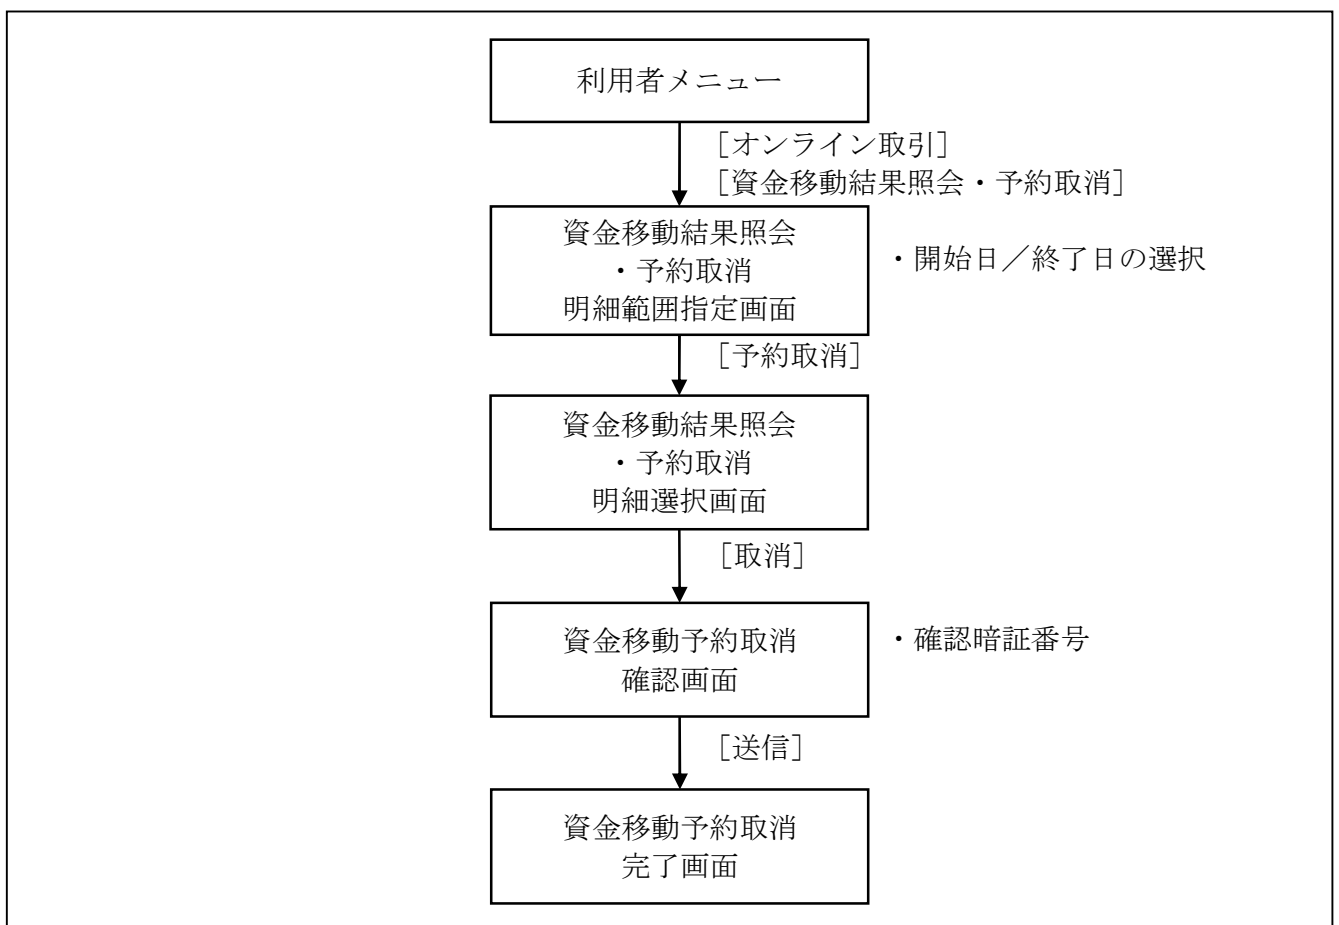 利用者メニュー
［オンライン取引］
［資金移動結果照会・予約取消］
資金移動結果照会
・予約取消
明細範囲指定画面
・開始日／終了日の選択
［予約取消］
資金移動結果照会
・予約取消
明細選択画面
［取消］
資金移動予約取消
確認画面
・確認暗証番号
［送信］
資金移動予約取消
完了画面